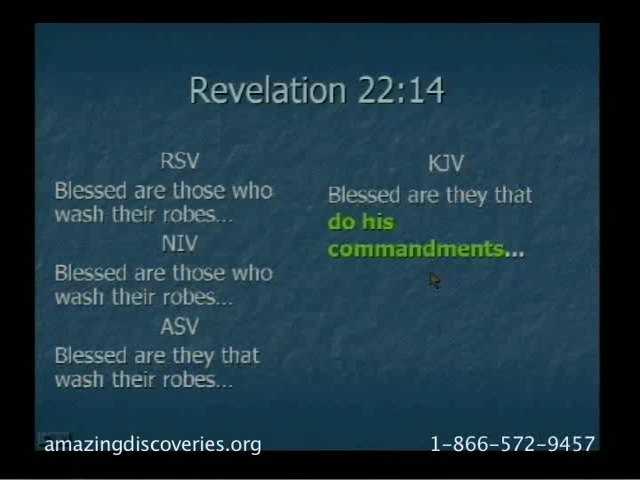 Revelation 22:14
RSV
Blessed are those who
wash their robes...
NIV
Blessed are those who
wash their robes...
ASV
Blessed are they that
wash their robes...
KJV
Blessed are they that
do his
commandments...
amazingdiscoveries.org
1-866-572-9457